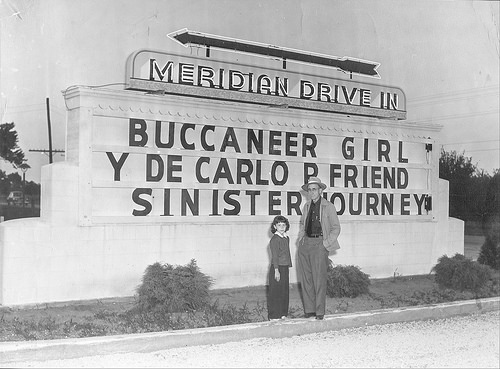 MERIDIAN DRIVE IN
BUCCANEER GIRL
Y DE CARLO P FRIEND
SINISTER JOURNEY